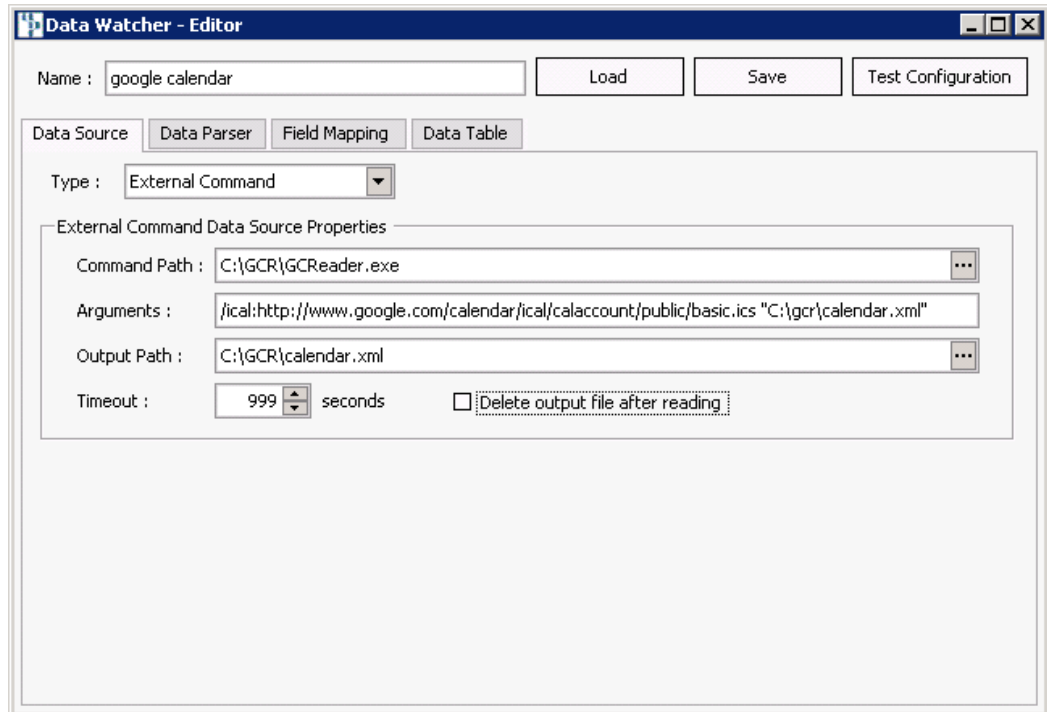 Data Watcher - Editor
Name : google calendar Load Save Test Configuration
Data Source Data Parser Field Mapping Data Table
Type : External Command
External Command Data Source Properties
Command Path : C:\GCR\GCReader.exe ...
Arguments : /ical:http://www.google.com/calendar/ical/calaccount/public/basic.ics "C:\gcr\calendar.xml"
Output Path : C:\GCR\calendar.xml ...
Timeout : 999 seconds Delete output file after reading